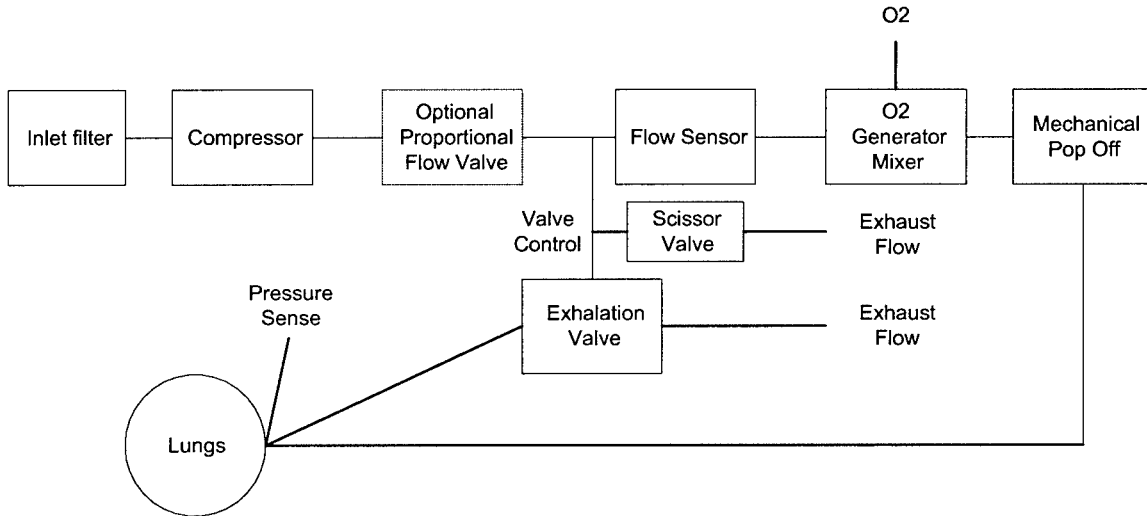 O2
Inlet filter
Compressor
Optional
Proportional
Flow Valve
Flow Sensor
O2
Generator
Mixer
Mechanical
Pop Off
Valve
Control
Scissor
Valve
Exhaust
Flow
Pressure
Sense
Exhalation
Valve
Exhaust
Flow
Lungs